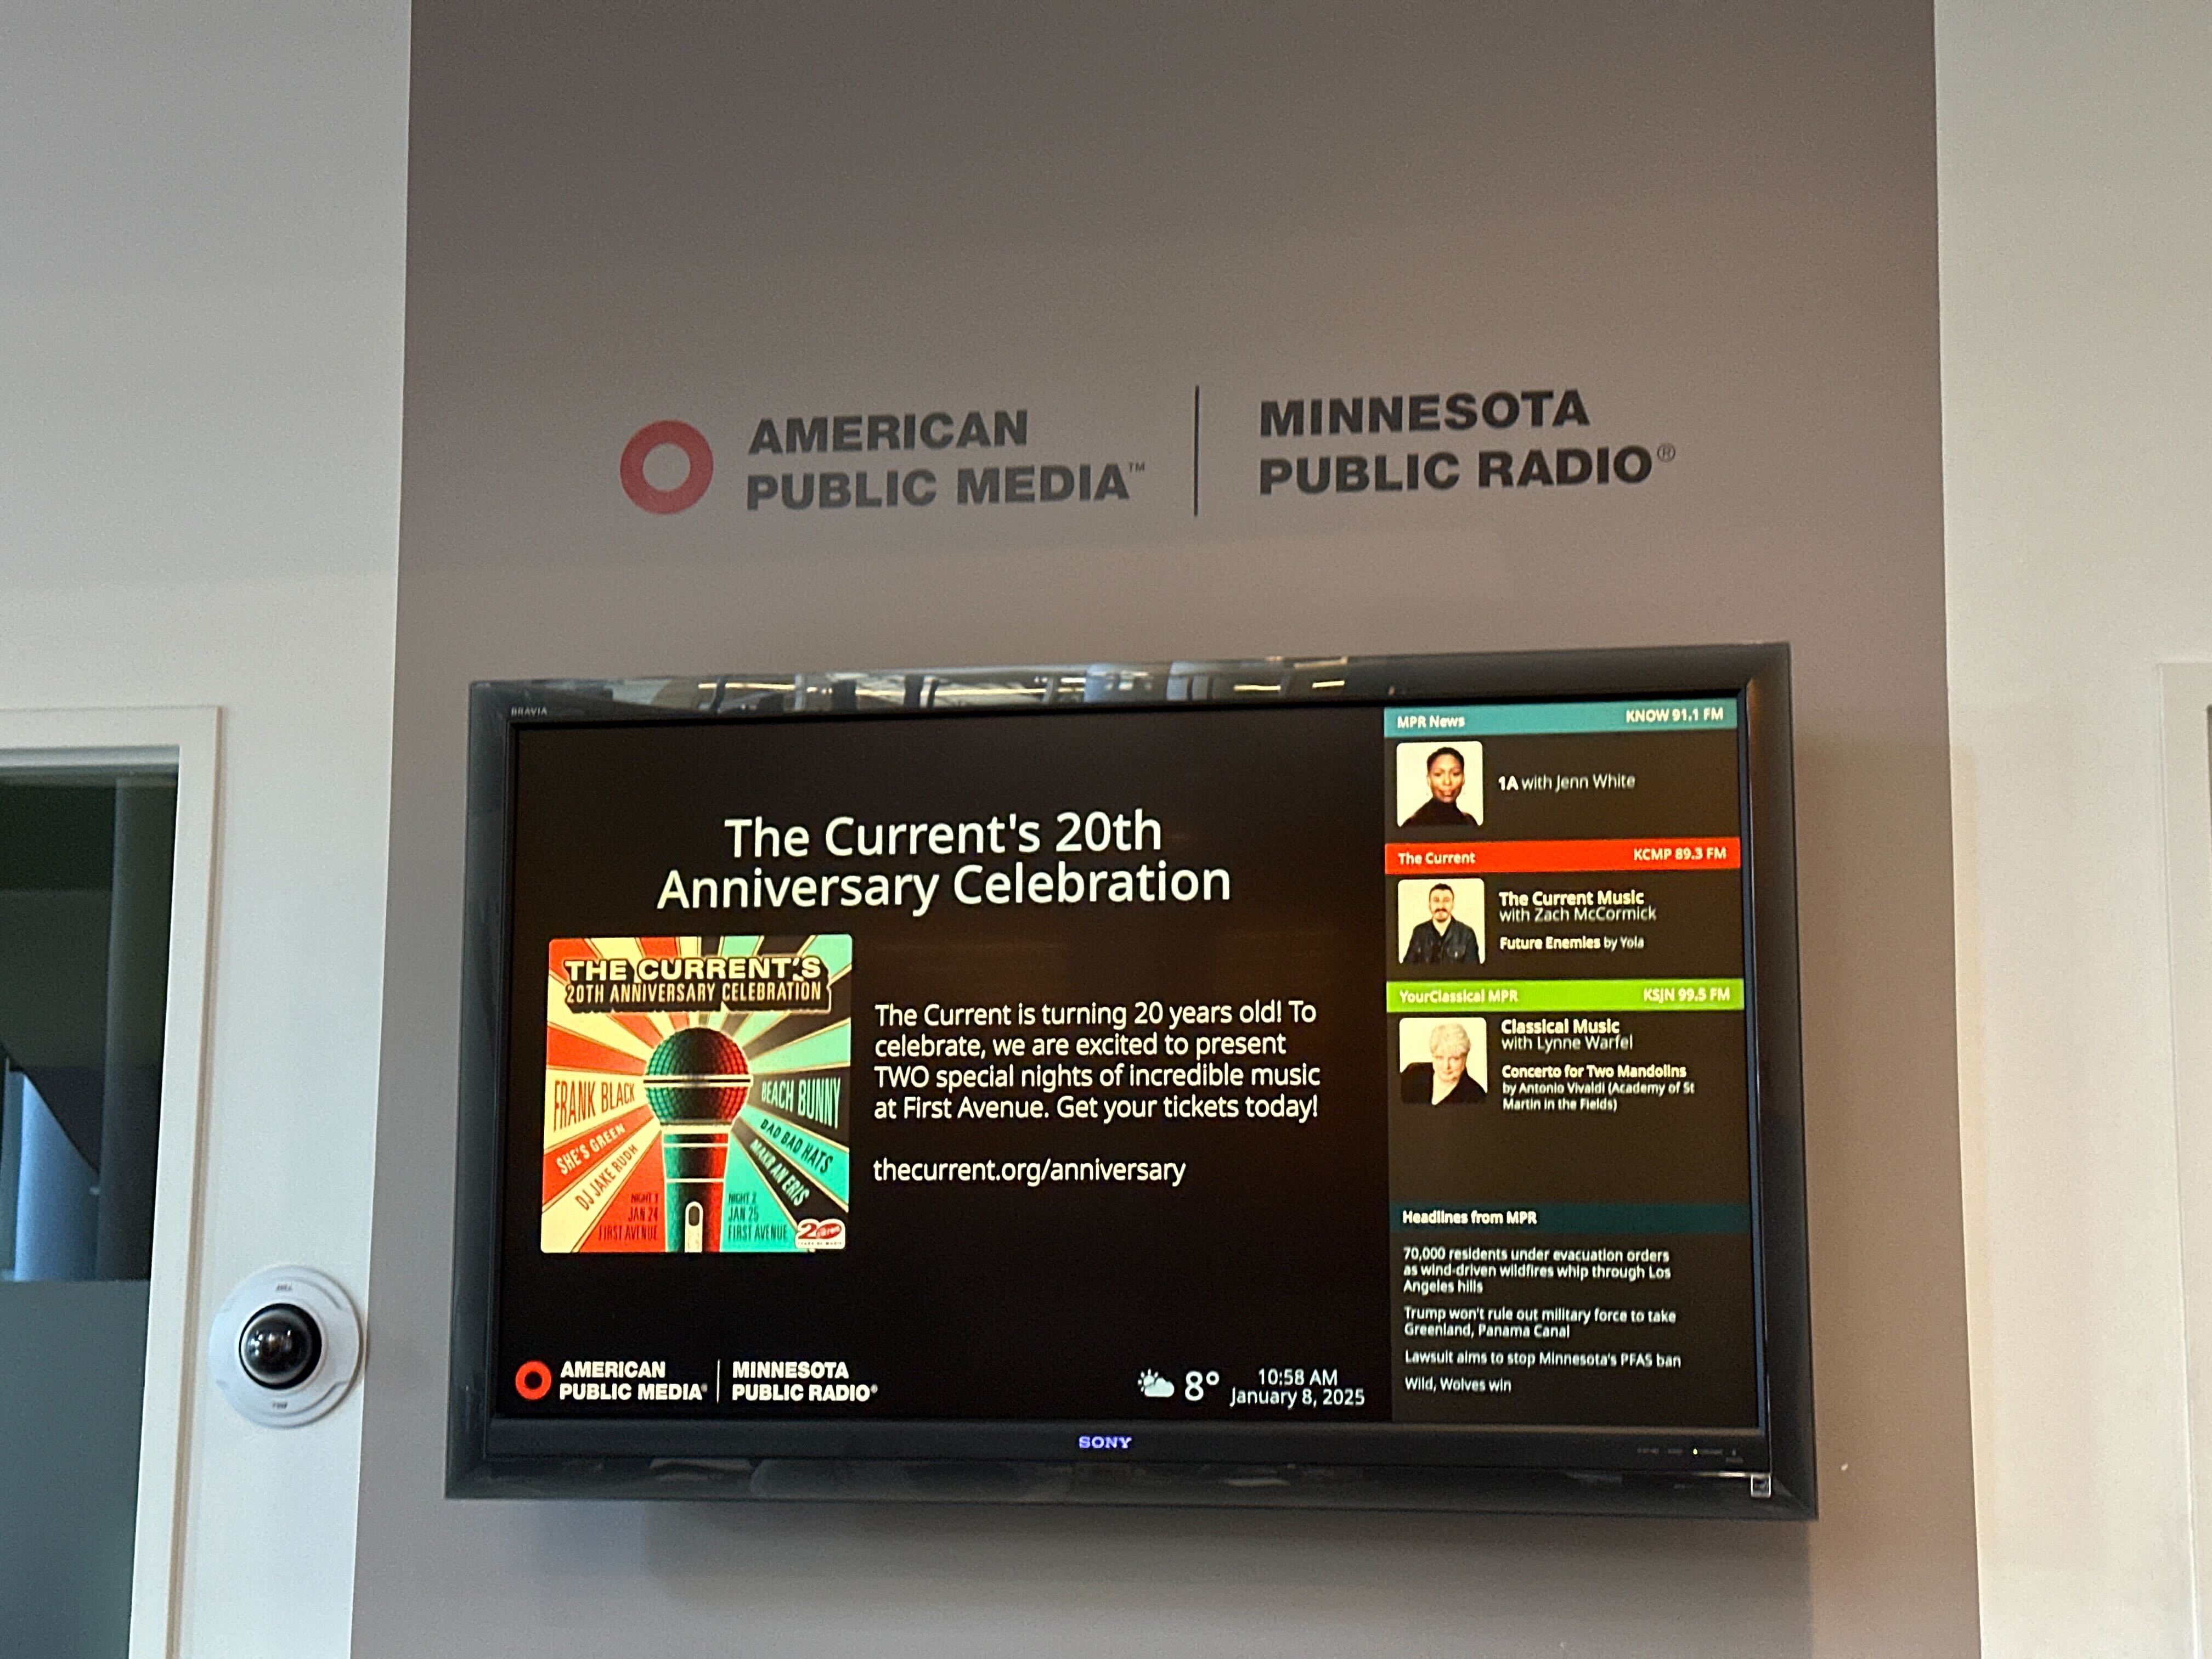 AMERICAN
PUBLIC MEDIA™
MINNESOTA
PUBLIC RADIO®
BRAVIA
The Current's 20th
Anniversary Celebration
THE CURRENT'S
20TH ANNIVERSARY CELEBRATION
FRANK BLACK
SHE'S GREEN
DJ JAKE RUDH
BEACH BUNNY
BAD BAD HATS
MAKR AN ERIS
NIGHT 1
JAN 24
FIRST AVENUE
NIGHT 2
JAN 25
FIRST AVENUE
The Current is turning 20 years old! To
celebrate, we are excited to present
TWO special nights of incredible music
at First Avenue. Get your tickets today!
thecurrent.org/anniversary
AMERICAN
PUBLIC MEDIA®
MINNESOTA
PUBLIC RADIO®
8°
10:58 AM
January 8, 2025
MPR News KNOW 91.1 FM
1A with Jenn White
The Current KCMP 89.3 FM
The Current Music
with Zach McCormick
Future Enemies by Yola
YourClassical MPR KSJN 99.5 FM
Classical Music
with Lynne Warfel
Concerto for Two Mandolins
by Antonio Vivaldi (Academy of St
Martin in the Fields)
Headlines from MPR
70,000 residents under evacuation orders
as wind-driven wildfires whip through Los
Angeles hills
Trump won't rule out military force to take
Greenland, Panama Canal
Lawsuit aims to stop Minnesota's PFAS ban
Wild, Wolves win
SONY